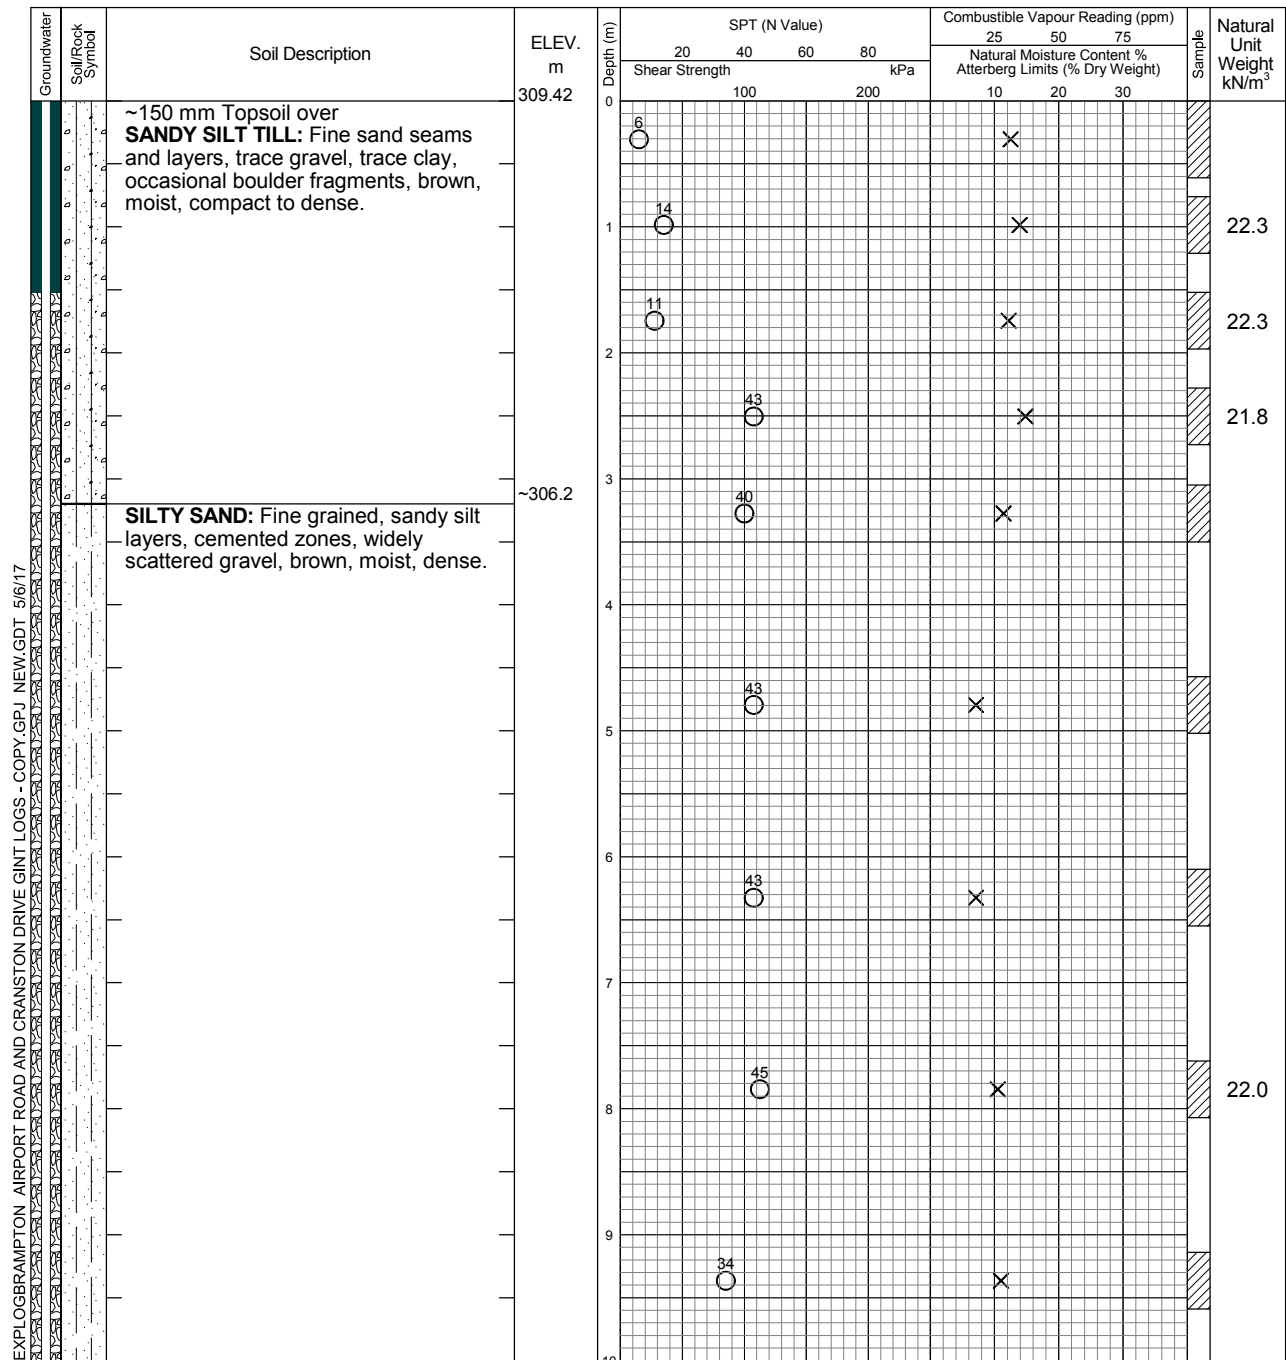 Groundwater
Soil/Rock
Symbol
Soil Description
ELEV.
m
309.42
Depth (m)
SPT (N Value)
20 40 60 80
Shear Strength kPa
100 200
Combustible Vapour Reading (ppm)
25 50 75
Natural Moisture Content %
Atterberg Limits (% Dry Weight)
10 20 30
Sample
Natural
Unit
Weight
kN/m³
~150 mm Topsoil over
SANDY SILT TILL: Fine sand seams
and layers, trace gravel, trace clay,
occasional boulder fragments, brown,
moist, compact to dense.
~306.2
SILTY SAND: Fine grained, sandy silt
layers, cemented zones, widely
scattered gravel, brown, moist, dense.
0
6
14
1 22.3
11
22.3
2
43
21.8
3
40
4
43
5
6
43
7
45
22.0
8
9
34
10
EXPLOGBRAMPTON AIRPORT ROAD AND CRANSTON DRIVE GINT LOGS - COPY.GPJ NEW.GDT 5/6/17